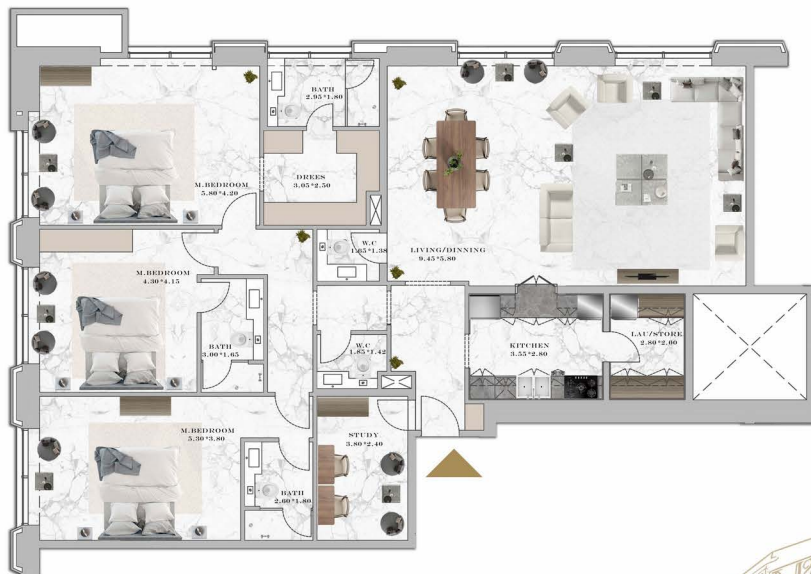 BATH
2.95*1.80
M.BEDROOM
5.80*4.20
DREES
3.05*2.50
W.C
1.65*1.38
LIVING/DINNING
9.45*5.80
M.BEDROOM
4.30*4.15
BATH
3.00*1.65
W.C
1.85*1.42
KITCHEN
3.55*2.80
LAU/STORE
2.80*2.00
M.BEDROOM
5.30*3.80
STUDY
3.80*2.40
BATH
2.60*1.80